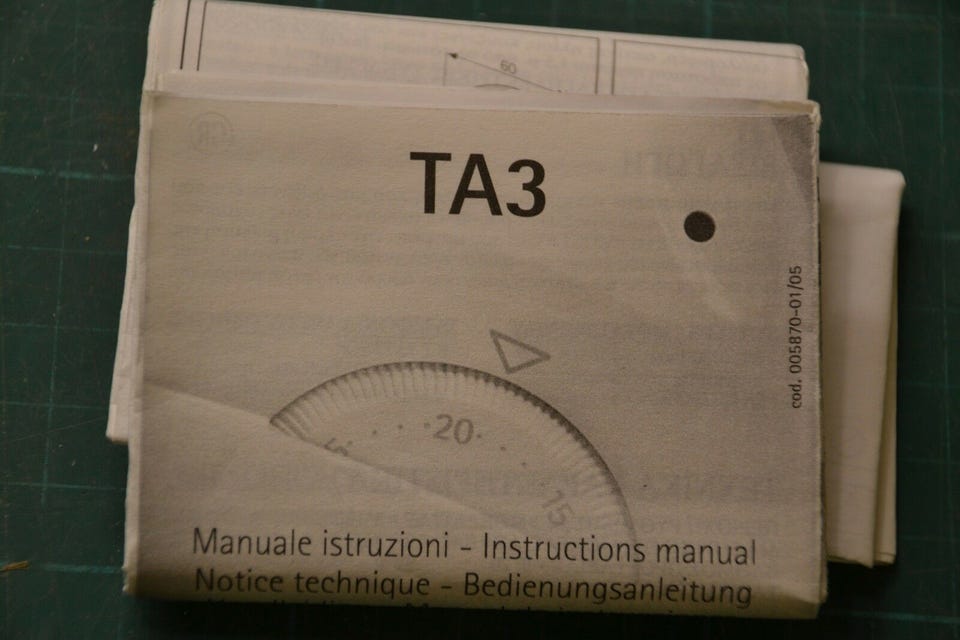 60
TA3
cod. 005870-01/05
20
15
Manuale istruzioni - Instructions manual
Notice technique - Bedienungsanleitung